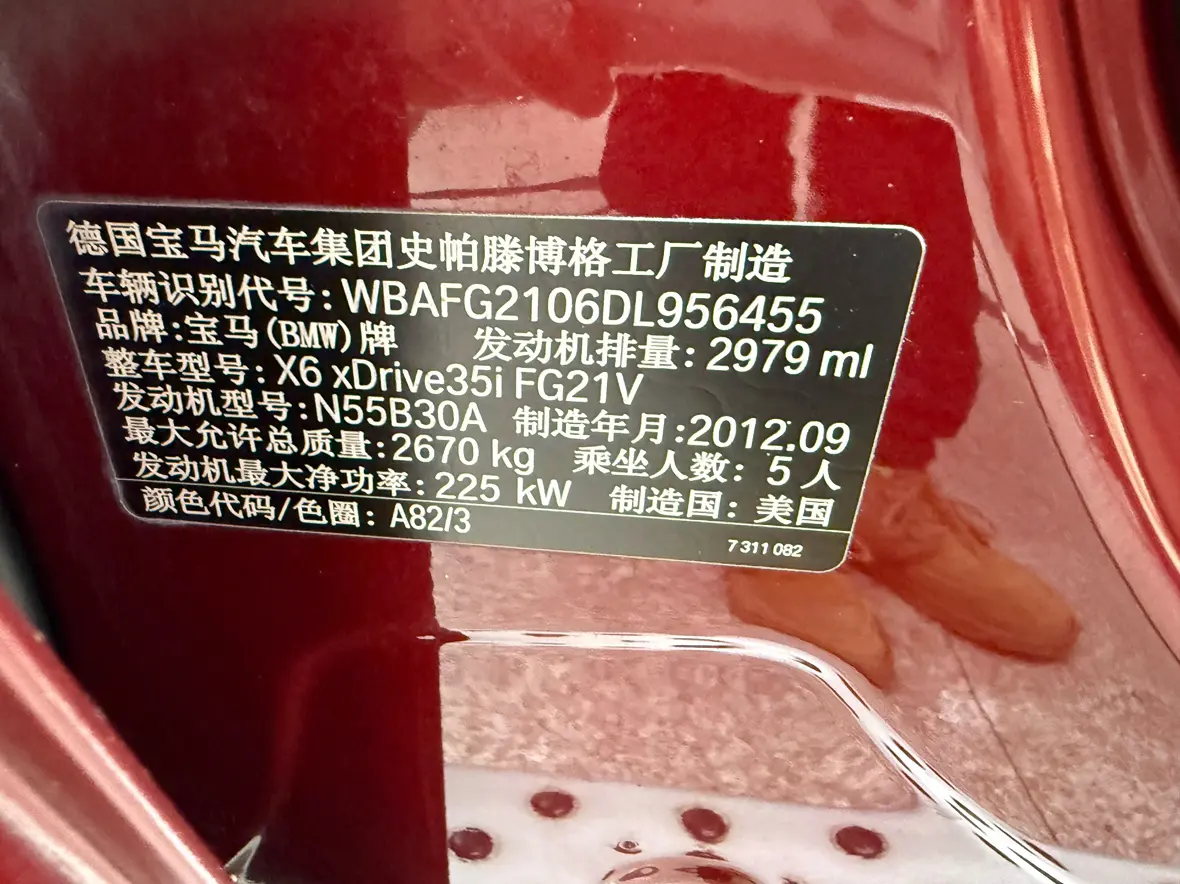 德国宝马汽车集团史帕滕博格工厂制造
车辆识别代号: WBAFG2106DL956455
品牌:宝马(BMW)牌 发动机排量: 2979 ml
整车型号: X6 xDrive35i FG21V
发动机型号: N55B30A 制造年月:2012.09
最大允许总质量:2670 kg 乘坐人数: 5 人
发动机最大净功率: 225 kW 制造国: 美国
颜色代码/色圈: A82/3
7 311 082